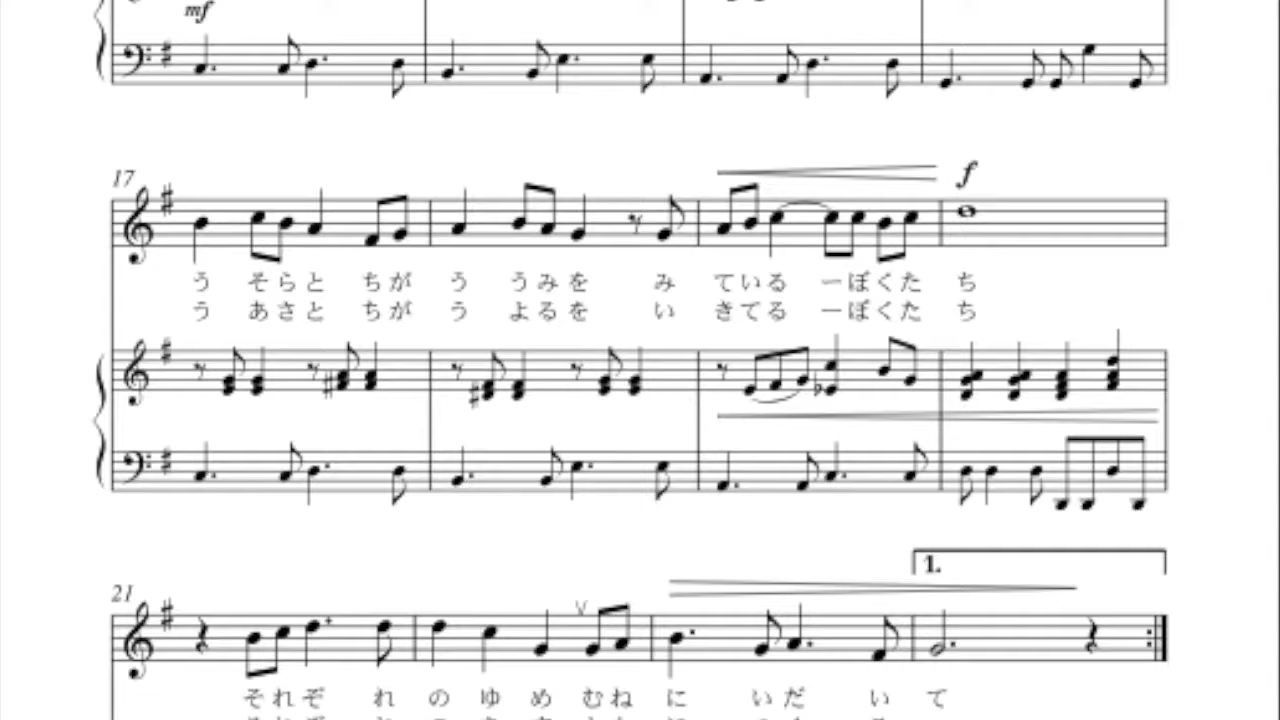 mf
17
f
う そらと ちが う うみを み ている ーぼくた ち
う あさと ちが う よるを い きてる ーぼくた ち
1.
21
それぞ れ の ゆ め むね に いだ い て